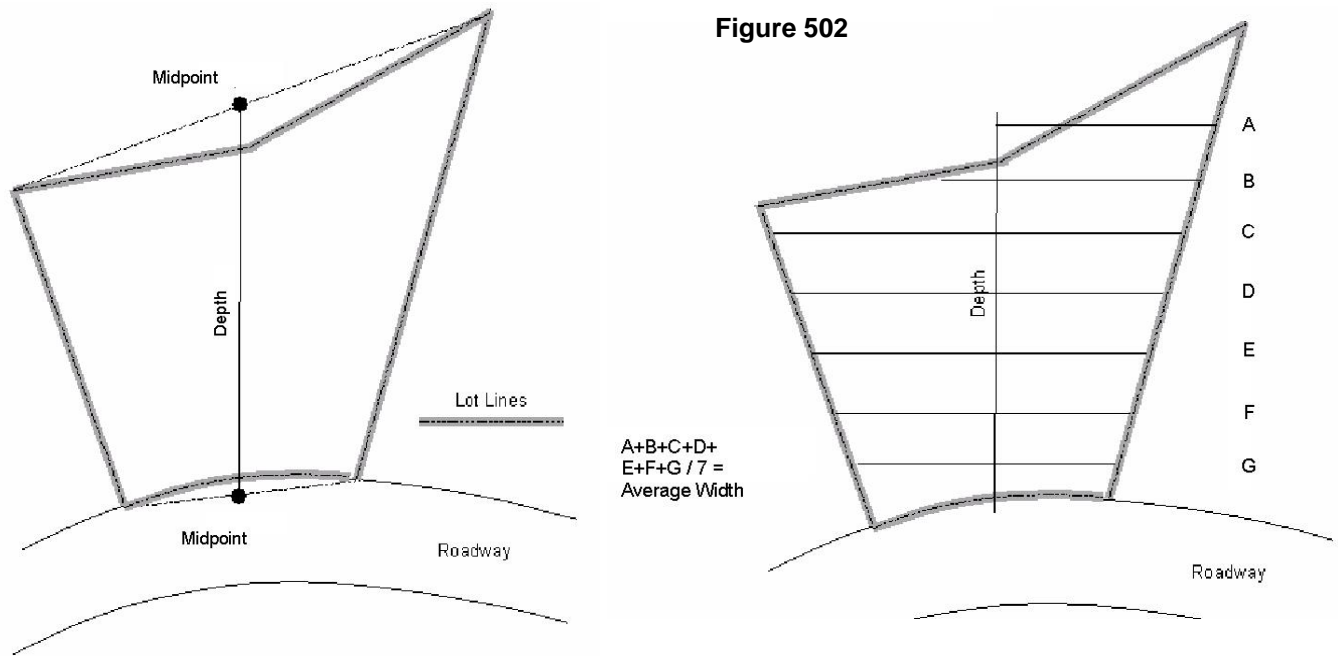 Figure 502
Midpoint
Depth
Lot Lines
Midpoint
Roadway
A
B
C
Depth
D
E
F
G
A+B+C+D+
E+F+G / 7 =
Average Width
Roadway